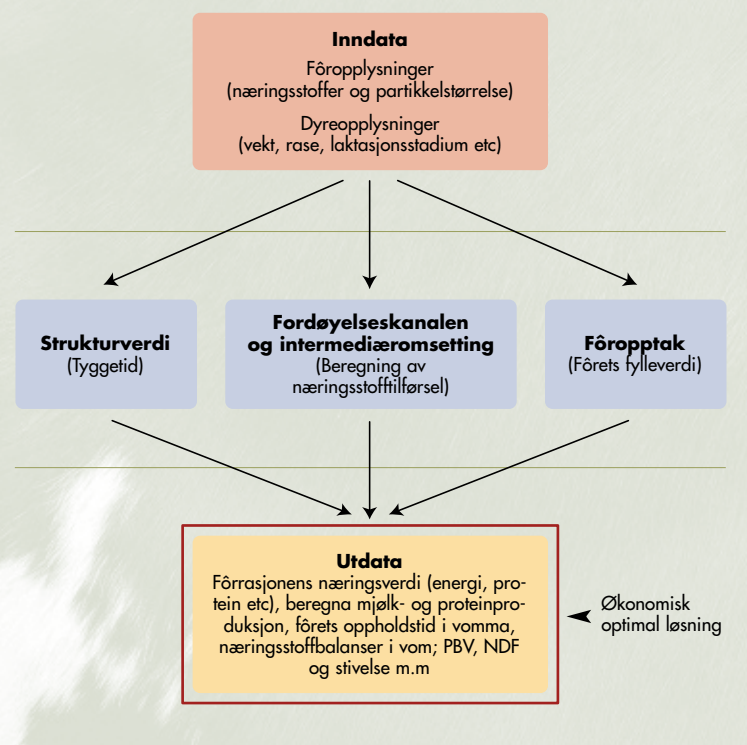 Inndata
Fôropplysninger
(næringsstoffer og partikkelstørrelse)
Dyreopplysninger
(vekt, rase, laktasjonsstadium etc)
Strukturverdi
(Tyggetid)
Fordøyelseskanalen
og intermediæromsetting
(Beregning av
næringsstofftilførsel)
Fôropptak
(Fôrets fylleverdi)
Utdata
Fôrrasjonens næringsverdi (energi, pro-
tein etc), beregna mjølk- og proteinpro-
duksjon, fôrets oppholdstid i vomma,
næringsstoffbalanser i vom; PBV, NDF
og stivelse m.m
Økonomisk
optimal løsning